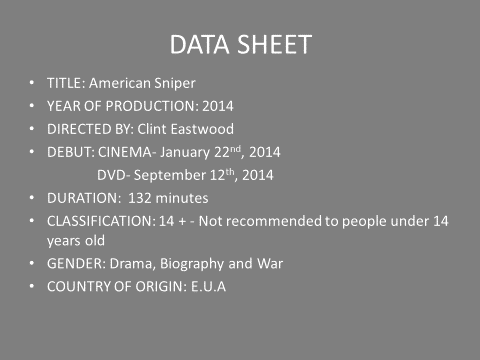 DATA SHEET
• TITLE: American Sniper
• YEAR OF PRODUCTION: 2014
• DIRECTED BY: Clint Eastwood
• DEBUT: CINEMA- January 22nd, 2014
DVD- September 12th, 2014
• DURATION: 132 minutes
• CLASSIFICATION: 14 + - Not recommended to people under 14
years old
• GENDER: Drama, Biography and War
• COUNTRY OF ORIGIN: E.U.A